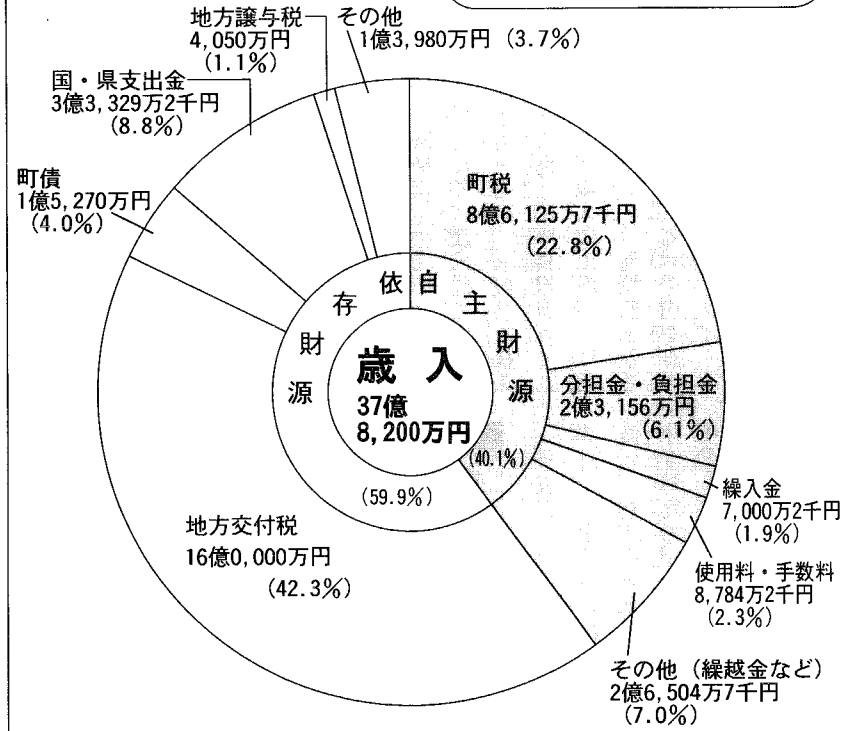 地方譲与税
4,050万円
(1.1%)
その他
1億3,980万円 (3.7%)
国・県支出金
3億3,329万2千円
(8.8%)
町債
1億5,270万円
(4.0%)
町税
8億6,125万7千円
(22.8%)
依存財源
自主財源
歳入
37億
8,200万円
(40.1%)
(59.9%)
分担金・負担金
2億3,156万円
(6.1%)
繰入金
7,000万2千円
(1.9%)
使用料・手数料
8,784万2千円
(2.3%)
地方交付税
16億0,000万円
(42.3%)
その他(繰越金など)
2億6,504万7千円
(7.0%)